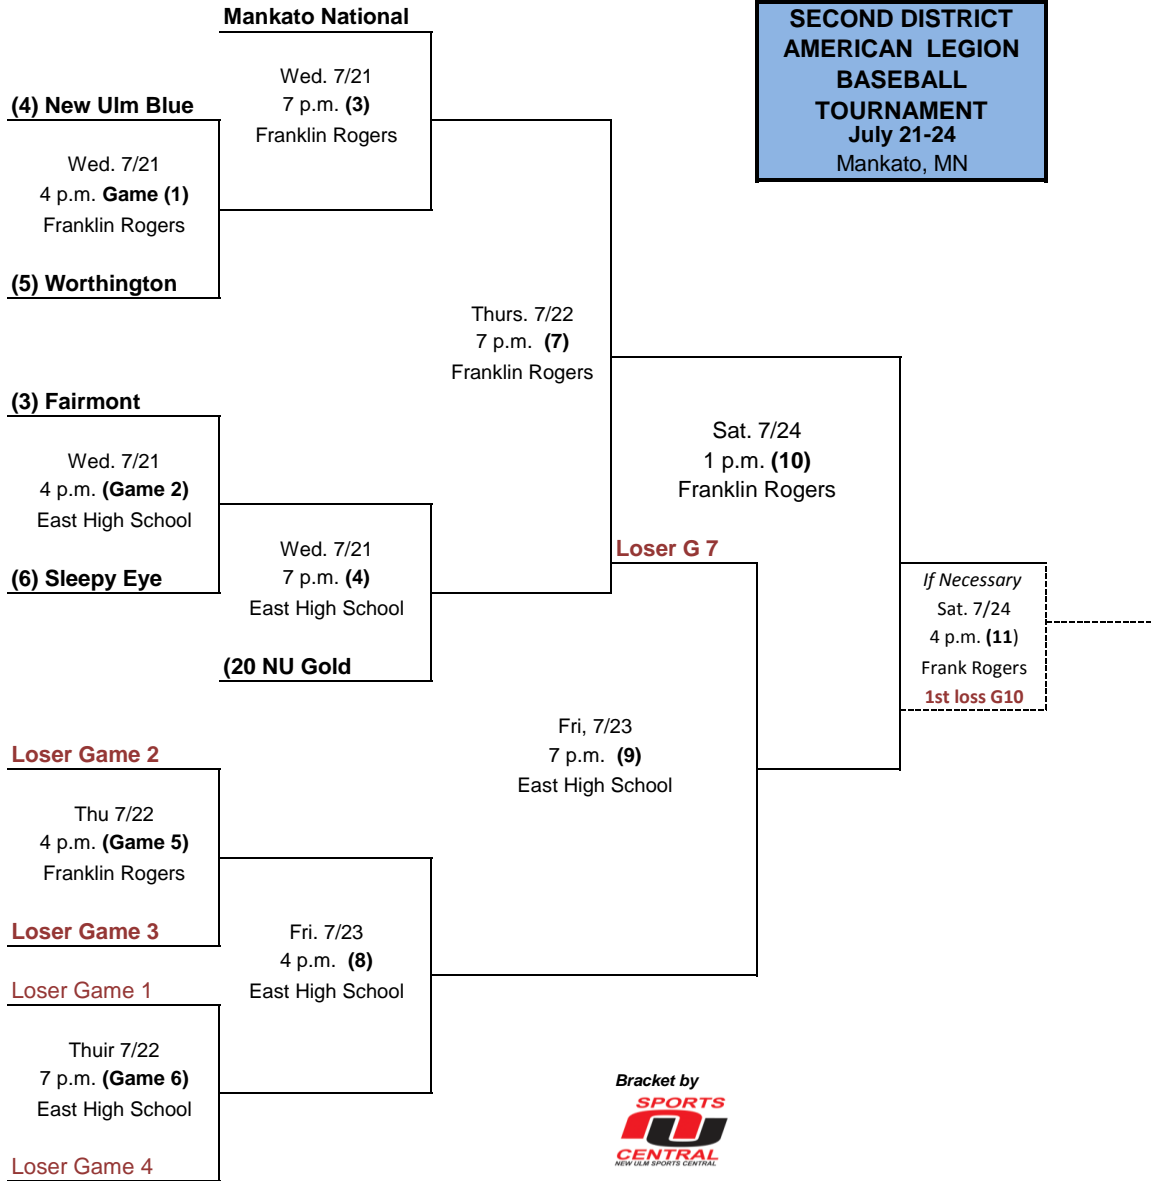 Mankato National
SECOND DISTRICT
AMERICAN LEGION
BASEBALL
TOURNAMENT
July 21-24
Mankato, MN
Wed. 7/21
7 p.m. (3)
Franklin Rogers
(4) New Ulm Blue
Wed. 7/21
4 p.m. Game (1)
Franklin Rogers
(5) Worthington
Thurs. 7/22
7 p.m. (7)
Franklin Rogers
(3) Fairmont
Wed. 7/21
4 p.m. (Game 2)
East High School
(6) Sleepy Eye
Wed. 7/21
7 p.m. (4)
East High School
(20 NU Gold
Sat. 7/24
1 p.m. (10)
Franklin Rogers
Loser G 7
If Necessary
Sat. 7/24
4 p.m. (11)
Frank Rogers
1st loss G10
Fri, 7/23
7 p.m. (9)
East High School
Loser Game 2
Thu 7/22
4 p.m. (Game 5)
Franklin Rogers
Loser Game 3
Fri. 7/23
4 p.m. (8)
East High School
Loser Game 1
Thuir 7/22
7 p.m. (Game 6)
East High School
Loser Game 4
Bracket by
SPORTS
NU
CENTRAL
NEW ULM SPORTS CENTRAL